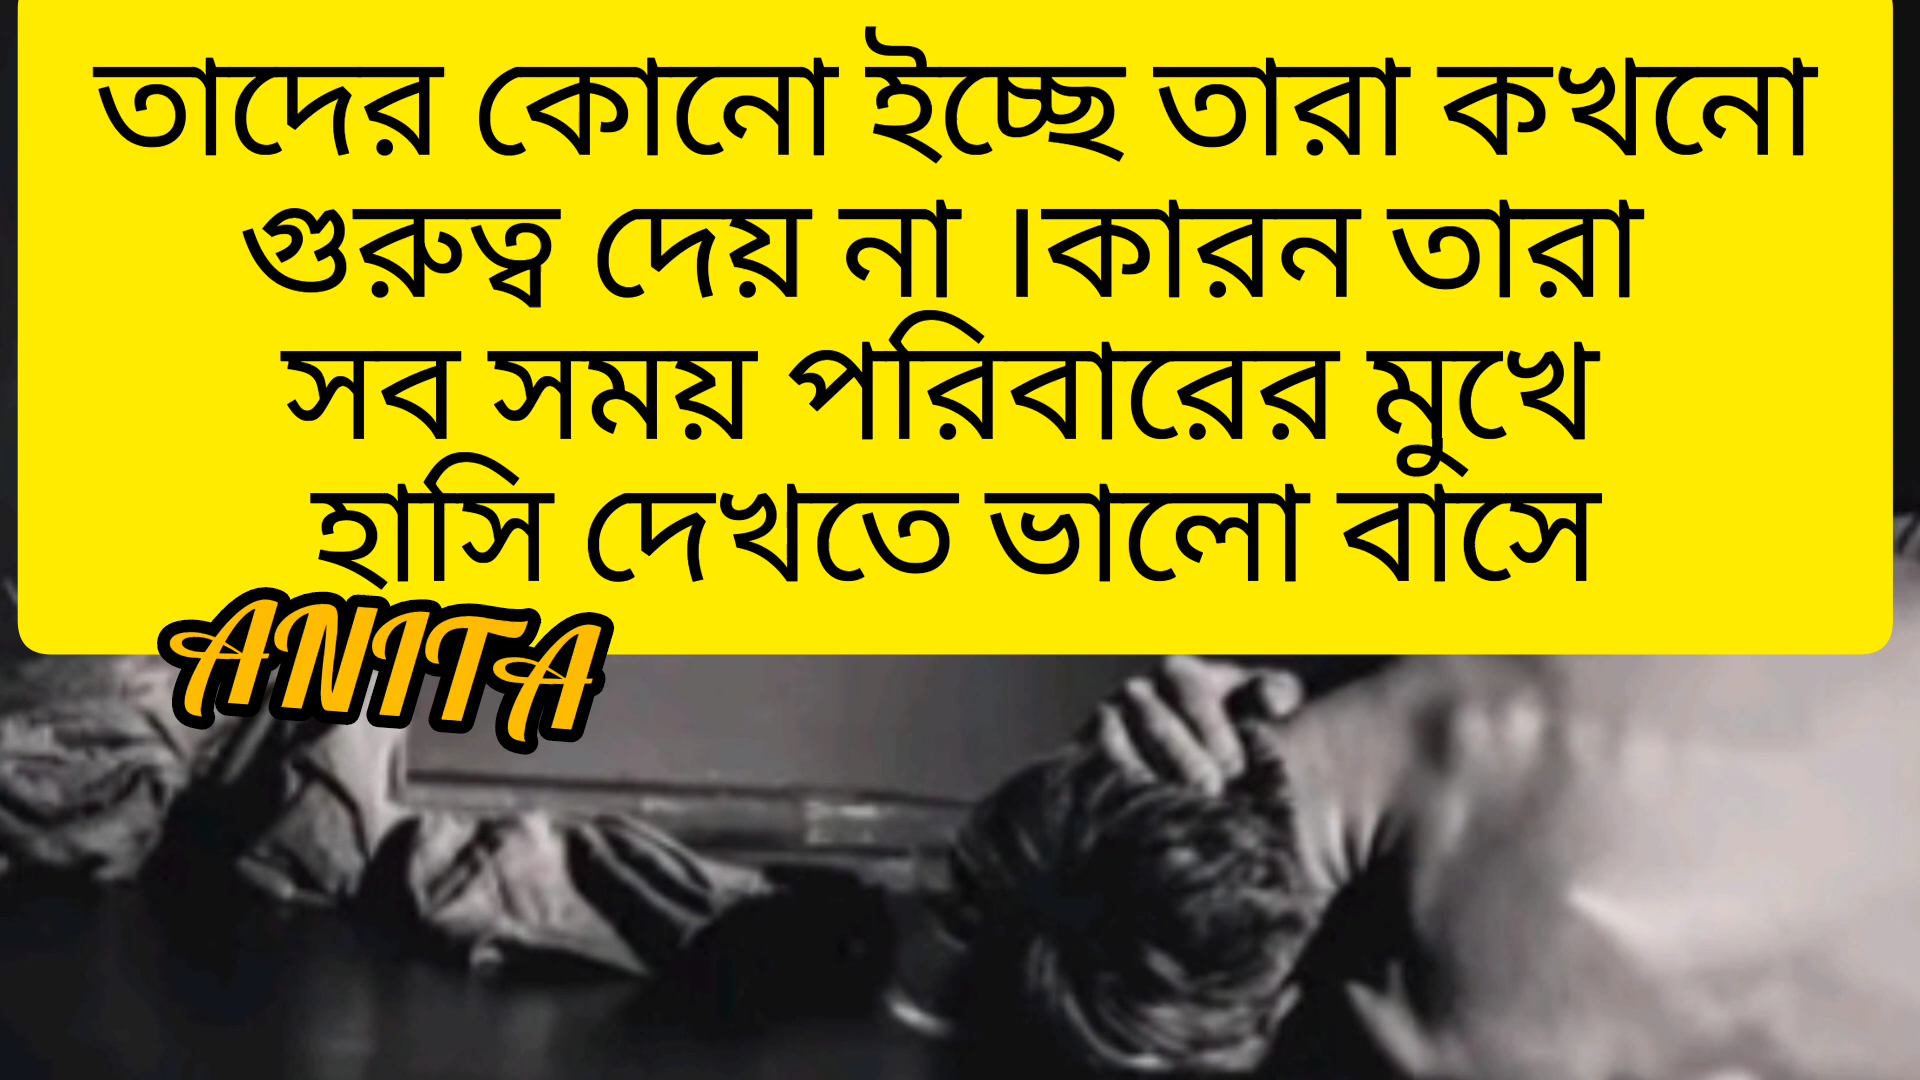 তাদের কোনো ইচ্ছে তারা কখনো
গুরুত্ব দেয় না ।কারন তারা
সব সময় পরিবারের মুখে
হাসি দেখতে ভালো বাসে
ANITA